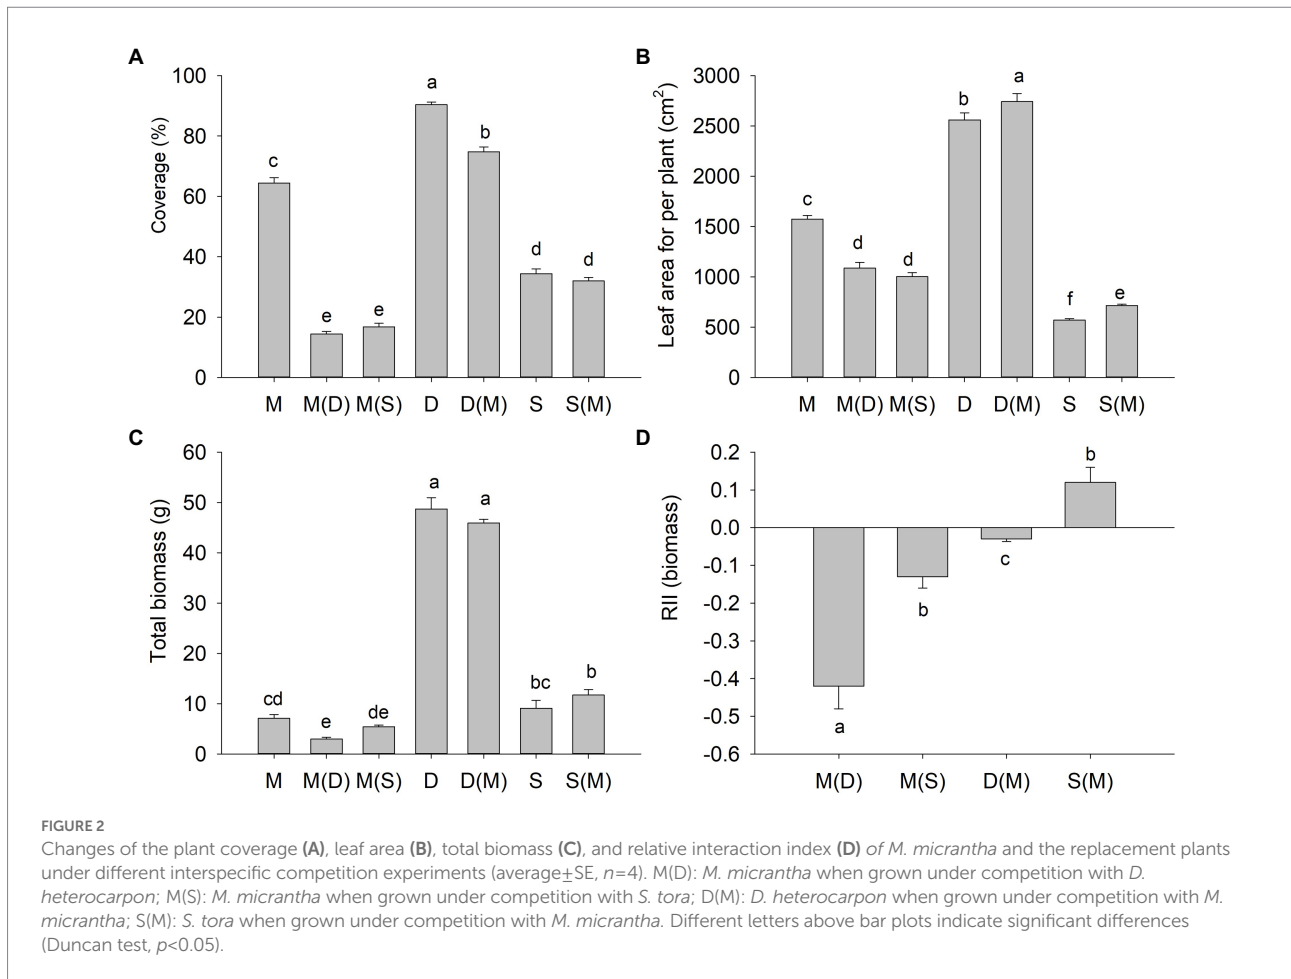 A
Coverage (%)
100
80
60
40
20
0
c
e
e
a
b
d
d
M M(D) M(S) D D(M) S S(M)
B
Leaf area for per plant (cm²)
3000
2500
2000
1500
1000
500
0
c
d
d
b
a
f
e
M M(D) M(S) D D(M) S S(M)
C
Total biomass (g)
60
50
40
30
20
10
0
cd
e
de
a
a
bc
b
M M(D) M(S) D D(M) S S(M)
D
RII (biomass)
0.2
0.1
0.0
-0.1
-0.2
-0.3
-0.4
-0.5
-0.6
a
b
c
b
M(D) M(S) D(M) S(M)
FIGURE 2
Changes of the plant coverage (A), leaf area (B), total biomass (C), and relative interaction index (D) of M. micrantha and the replacement plants
under different interspecific competition experiments (average±SE, n=4). M(D): M. micrantha when grown under competition with D.
heterocarpon; M(S): M. micrantha when grown under competition with S. tora; D(M): D. heterocarpon when grown under competition with M.
micrantha; S(M): S. tora when grown under competition with M. micrantha. Different letters above bar plots indicate significant differences
(Duncan test, p<0.05).